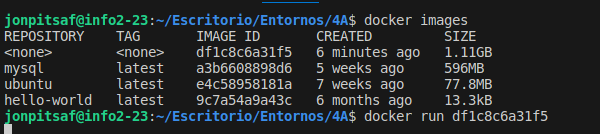 jonpitsaf@info2-23:~/Escritorio/Entornos/4A$ docker images
REPOSITORY TAG IMAGE ID CREATED SIZE
<none> <none> df1c8c6a31f5 6 minutes ago 1.11GB
mysql latest a3b6608898d6 5 weeks ago 596MB
ubuntu latest e4c58958181a 7 weeks ago 77.8MB
hello-world latest 9c7a54a9a43c 6 months ago 13.3kB
jonpitsaf@info2-23:~/Escritorio/Entornos/4A$ docker run df1c8c6a31f5